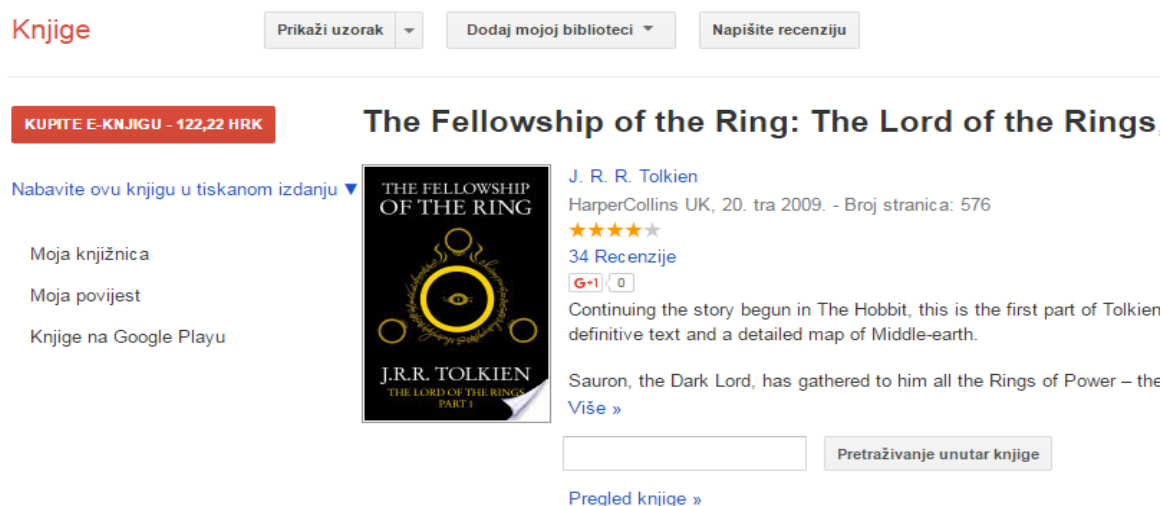 Knjige
Prikaži uzorak
Dodaj mojoj biblioteci
Napišite recenziju
KUPITE E-KNJIGU - 122,22 HRK
The Fellowship of the Ring: The Lord of the Rings,
Nabavite ovu knjigu u tiskanom izdanju ▼
Moja knjižnica
Moja povijest
Knjige na Google Playu
THE FELLOWSHIP
OF THE RING
J.R.R. TOLKIEN
THE LORD OF THE RINGS
PART 1
J. R. R. Tolkien
HarperCollins UK, 20. tra 2009. - Broj stranica: 576
34 Recenzije
G+1 0
Continuing the story begun in The Hobbit, this is the first part of Tolkien
definitive text and a detailed map of Middle-earth.
Sauron, the Dark Lord, has gathered to him all the Rings of Power – the
Više »
Pretraživanje unutar knjige
Pregled knjige »